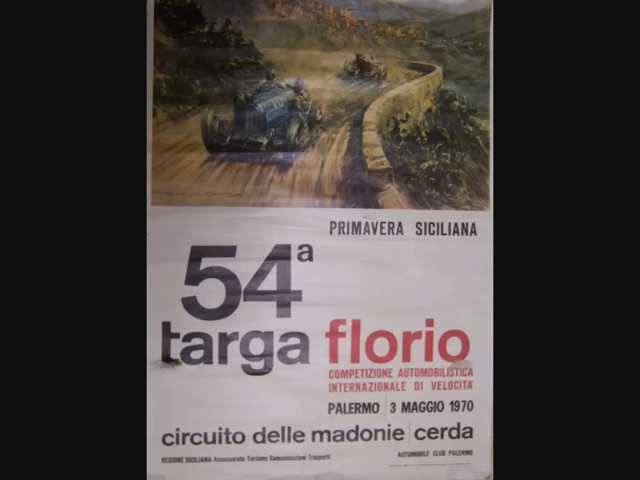 PRIMAVERA SICILIANA
54a
targa florio
COMPETIZIONE AUTOMOBILISTICA
INTERNAZIONALE DI VELOCITA
PALERMO 3 MAGGIO 1970
circuito delle madonie cerda
REGIONE SICILIANA Assessorato Turismo Comunicazioni Trasporti
AUTOMOBILE CLUB PALERMO